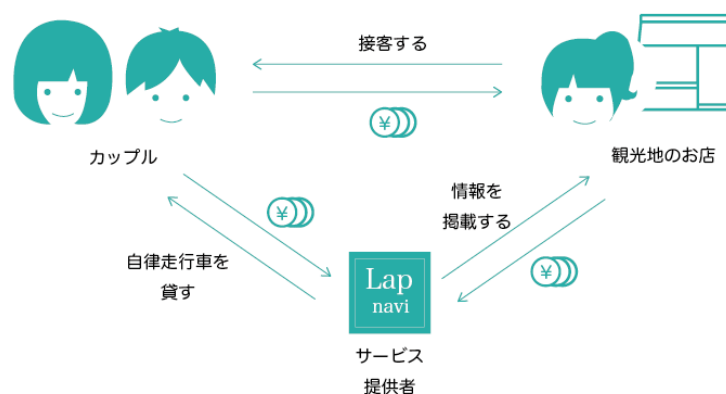 接客する
¥
カップル
観光地のお店
¥
情報を
掲載する
自律走行車を
貸す
¥
Lap
navi
サービス
提供者